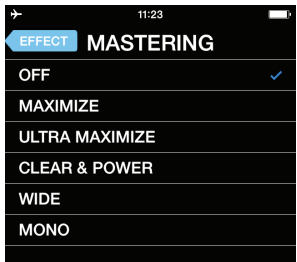 11:23
EFFECT MASTERING
OFF
MAXIMIZE
ULTRA MAXIMIZE
CLEAR & POWER
WIDE
MONO